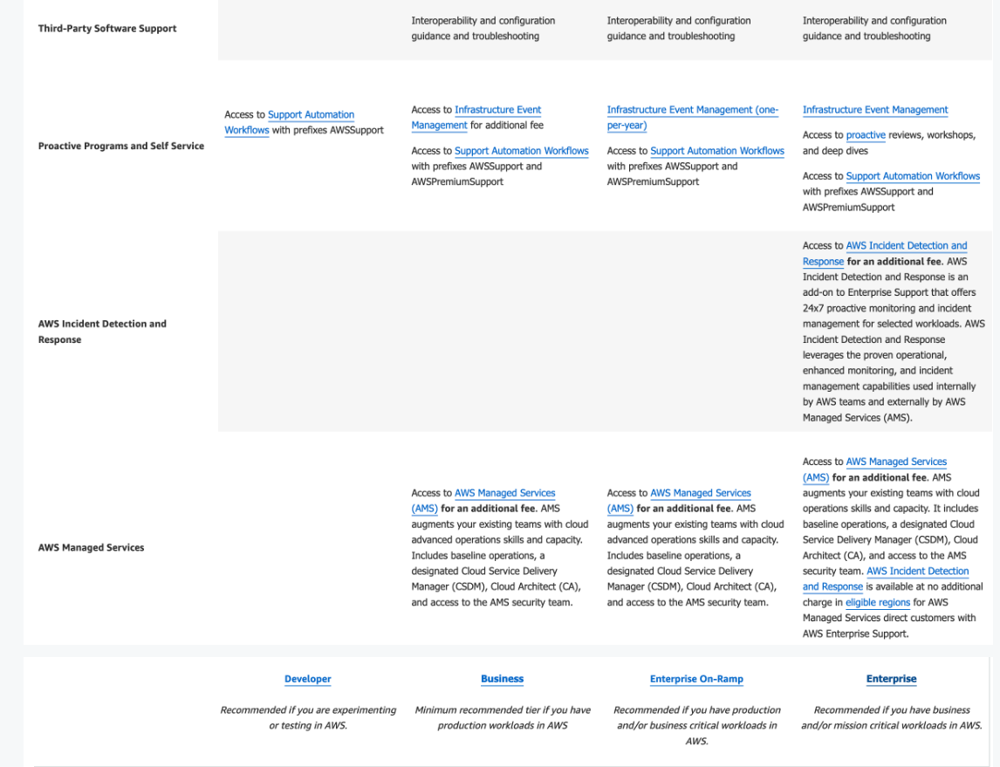 Third-Party Software Support
Interoperability and configuration
guidance and troubleshooting
Interoperability and configuration
guidance and troubleshooting
Interoperability and configuration
guidance and troubleshooting
Proactive Programs and Self Service
Access to Support Automation
Workflows with prefixes AWSSupport
Access to Infrastructure Event
Management for additional fee
Access to Support Automation Workflows
with prefixes AWSSupport and
AWSPremiumSupport
Infrastructure Event Management (one-
per-year)
Access to Support Automation Workflows
with prefixes AWSSupport and
AWSPremiumSupport
Infrastructure Event Management
Access to proactive reviews, workshops,
and deep dives
Access to Support Automation Workflows
with prefixes AWSSupport and
AWSPremiumSupport
AWS Incident Detection and
Response
Access to AWS Incident Detection and
Response for an additional fee. AWS
Incident Detection and Response is an
add-on to Enterprise Support that offers
24x7 proactive monitoring and incident
management for selected workloads. AWS
Incident Detection and Response
leverages the proven operational,
enhanced monitoring, and incident
management capabilities used internally
by AWS teams and externally by AWS
Managed Services (AMS).
AWS Managed Services
Access to AWS Managed Services
(AMS) for an additional fee. AMS
augments your existing teams with cloud
advanced operations skills and capacity.
Includes baseline operations, a
designated Cloud Service Delivery
Manager (CSDM), Cloud Architect (CA),
and access to the AMS security team.
Access to AWS Managed Services
(AMS) for an additional fee. AMS
augments your existing teams with cloud
advanced operations skills and capacity.
Includes baseline operations, a
designated Cloud Service Delivery
Manager (CSDM), Cloud Architect (CA),
and access to the AMS security team.
Access to AWS Managed Services
(AMS) for an additional fee. AMS
augments your existing teams with cloud
operations skills and capacity. It includes
baseline operations, a designated Cloud
Service Delivery Manager (CSDM), Cloud
Architect (CA), and access to the AMS
security team. AWS Incident Detection
and Response is available at no additional
charge in eligible regions for AWS
Managed Services direct customers with
AWS Enterprise Support.
Developer
Business
Enterprise On-Ramp
Enterprise
Recommended if you are experimenting
or testing in AWS.
Minimum recommended tier if you have
production workloads in AWS
Recommended if you have production
and/or business critical workloads in
AWS.
Recommended if you have business
and/or mission critical workloads in AWS.